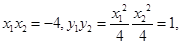 x₁x₂ = −4, y₁y₂ = x₁²/4 x₂²/4 = 1,